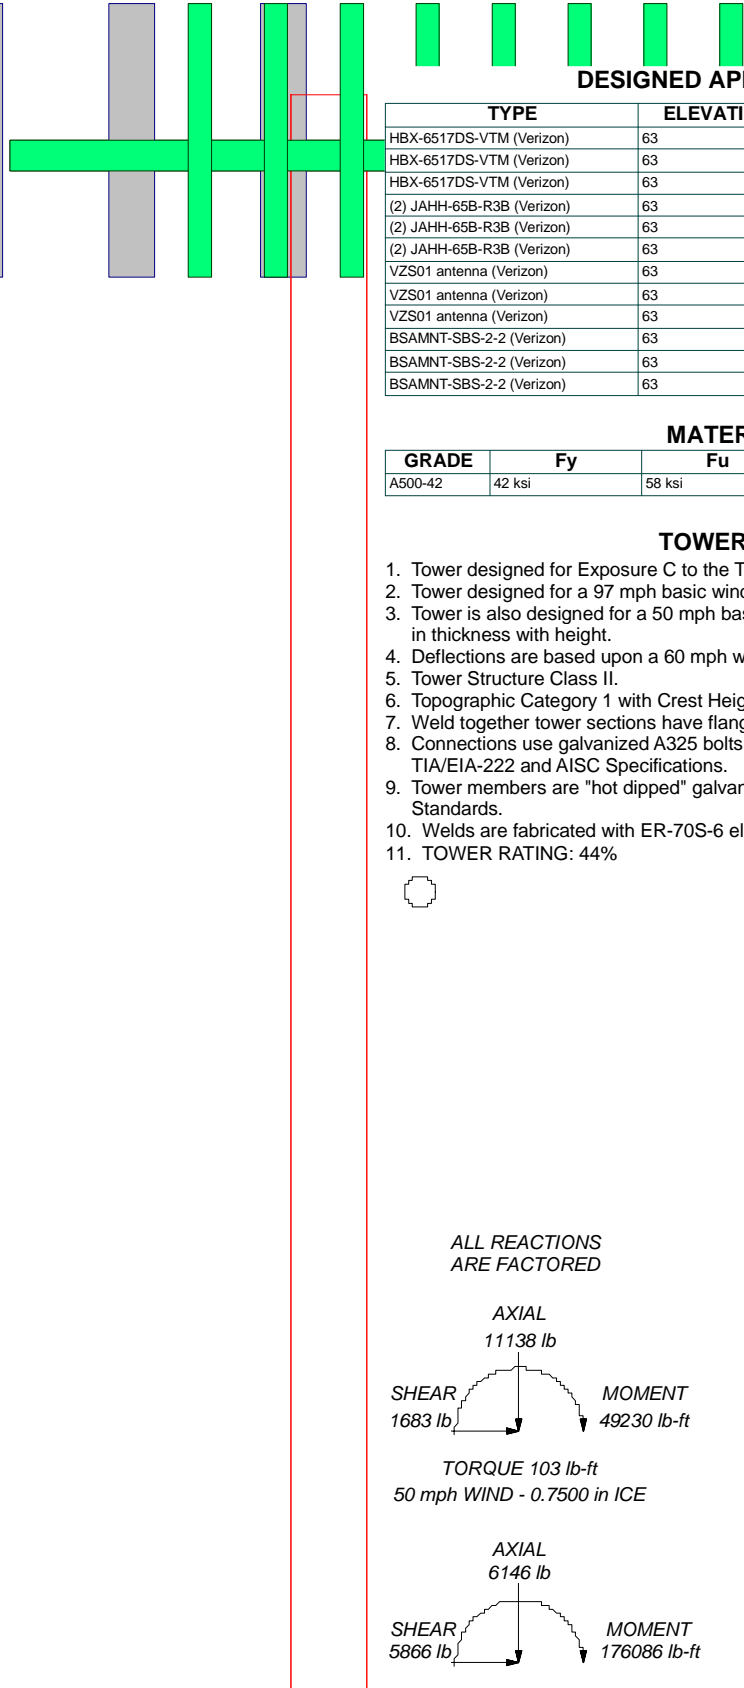 DESIGNED
TYPE
HBX-6517DS-VTM (Verizon) 63
HBX-6517DS-VTM (Verizon) 63
HBX-6517DS-VTM (Verizon) 63
(2) JAHH-65B-R3B (Verizon) 63
(2) JAHH-65B-R3B (Verizon) 63
(2) JAHH-65B-R3B (Verizon) 63
VZS01 antenna (Verizon) 63
VZS01 antenna (Verizon) 63
VZS01 antenna (Verizon) 63
BSAMNT-SBS-2-2 (Verizon) 63
BSAMNT-SBS-2-2 (Verizon) 63
BSAMNT-SBS-2-2 (Verizon) 63
GRADE Fy Fu
A500-42 42 ksi 58 ksi
TOWER
1. Tower designed for Exposure C to the
2. Tower designed for a 97 mph basic
3. Tower is also designed for a 50 mph
in thickness with height.
4. Deflections are based upon a 60 mph
5. Tower Structure Class II.
6. Topographic Category 1 with Crest
7. Weld together tower sections have
8. Connections use galvanized A325 bolts
TIA/EIA-222 and AISC Specifications.
9. Tower members are "hot dipped"
Standards.
10. Welds are fabricated with ER-70S-6
11. TOWER RATING: 44%
ALL REACTIONS
ARE FACTORED
AXIAL
11138 lb
SHEAR MOMENT
1683 lb 49230 lb-ft
TORQUE 103 lb-ft
50 mph WIND - 0.7500 in ICE
AXIAL
6146 lb
SHEAR MOMENT
5866 lb 176086 lb-ft